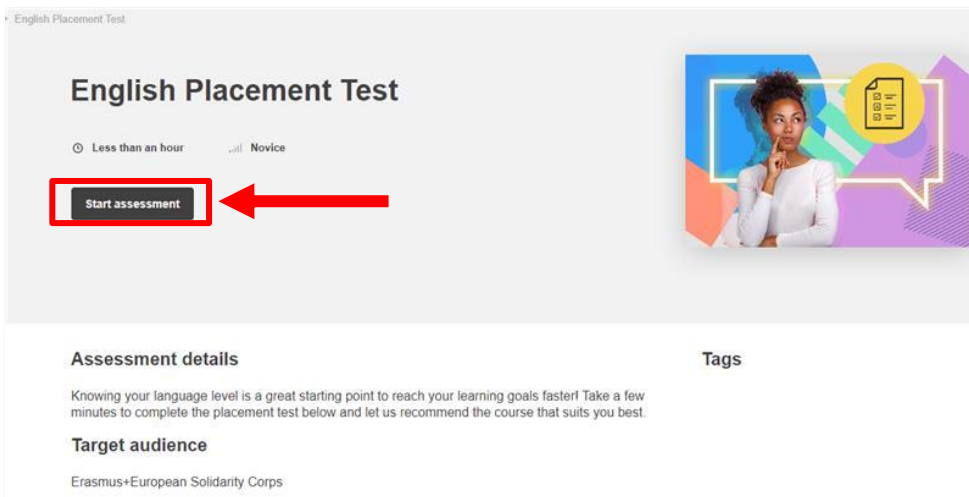 English Placement Test
English Placement Test
Less than an hour Novice
Start assessment
Assessment details
Tags
Knowing your language level is a great starting point to reach your learning goals faster! Take a few
minutes to complete the placement test below and let us recommend the course that suits you best.
Target audience
Erasmus+European Solidarity Corps